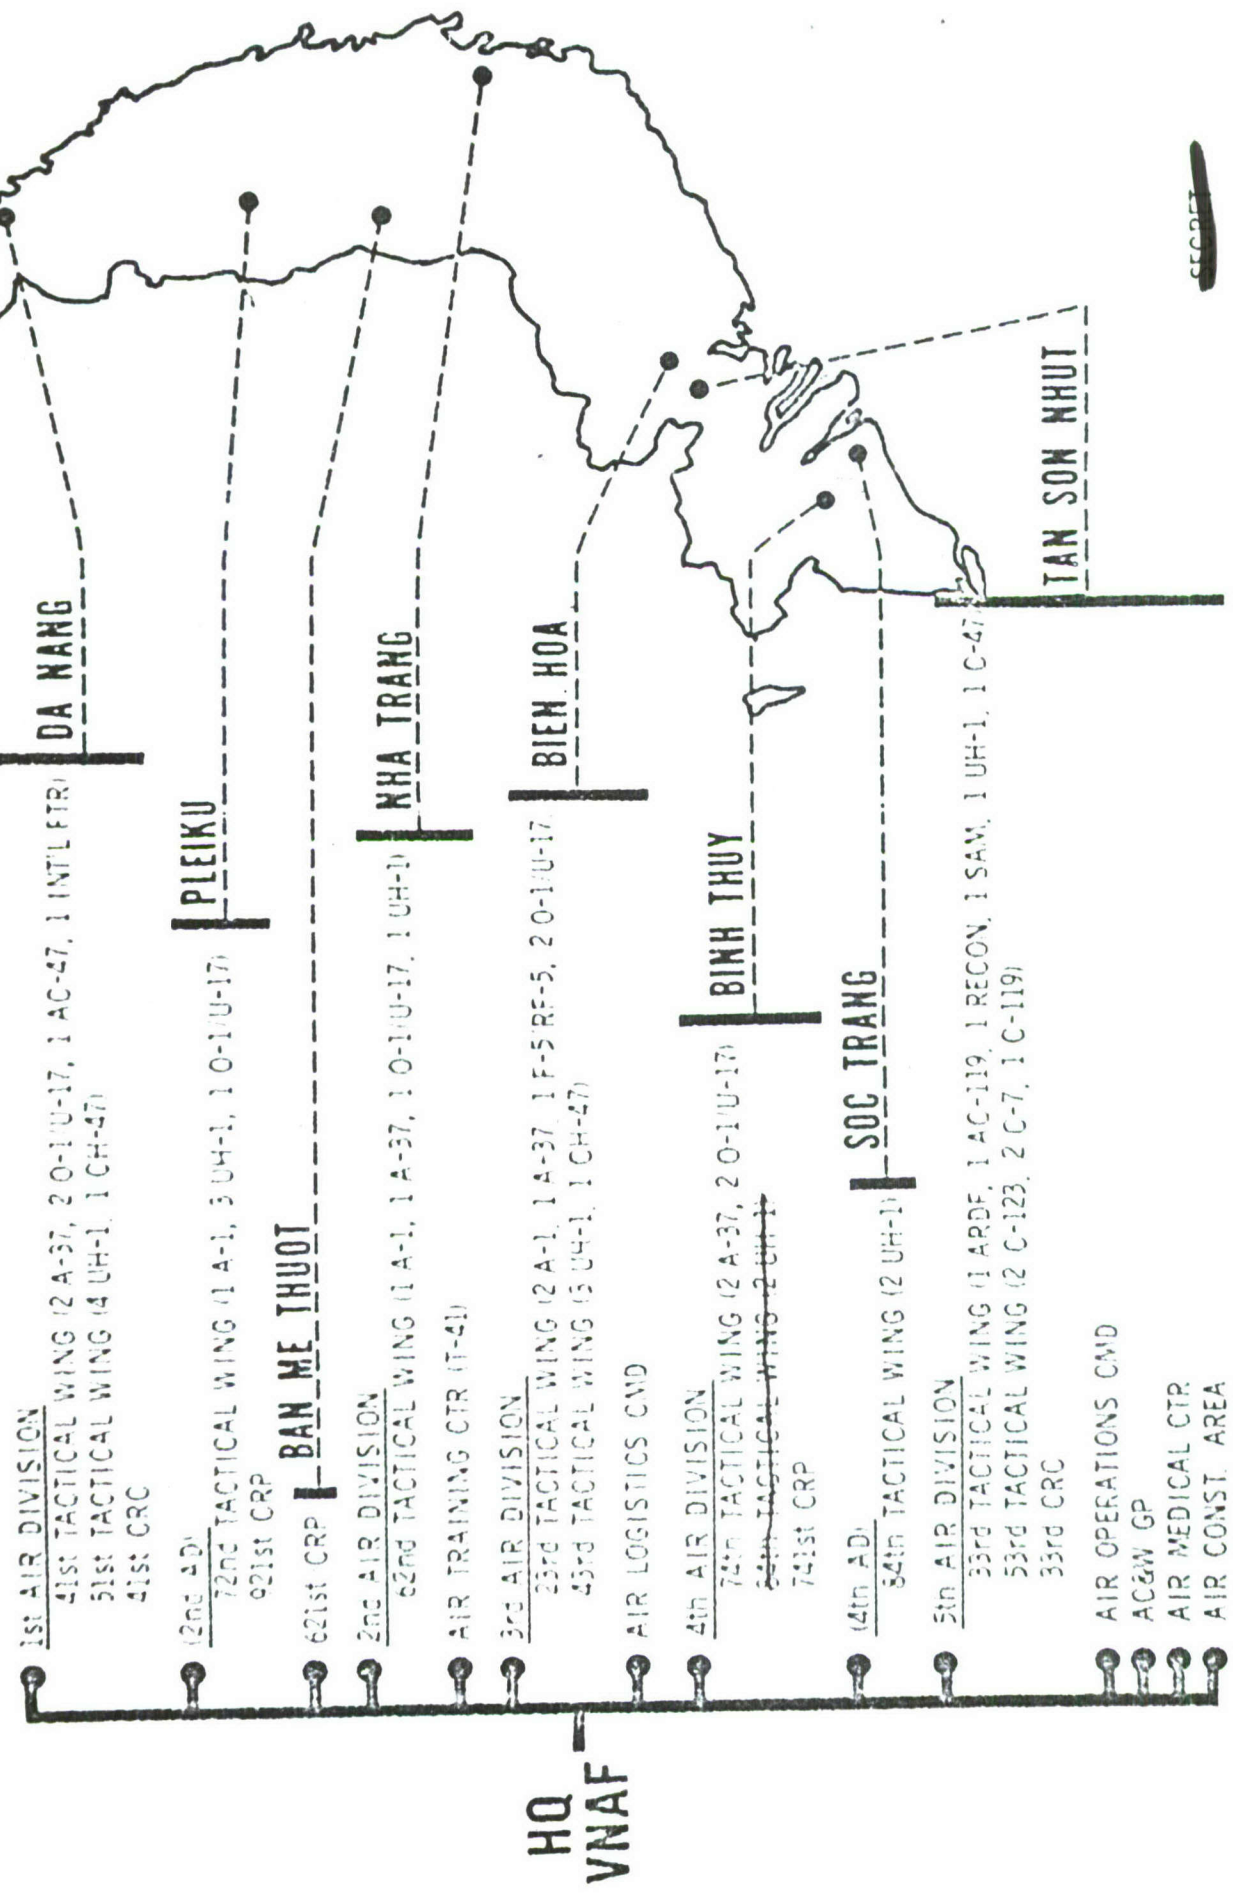 HQ
VNAF
1st AIR DIVISION
41st TACTICAL WING (2 A-37, 2 O-1/U-17, 1 AC-47, 1 INT'L FTR)
51st TACTICAL WING (4 UH-1, 1 CH-47)
41st CRC
DA NANG
(2nd AD)
72nd TACTICAL WING (1 A-1, 3 UH-1, 1 O-1/U-17)
921st CRP
PLEIKU
621st CRP
BAN ME THUOT
2nd AIR DIVISION
62nd TACTICAL WING (1 A-1, 1 A-37, 1 O-1/U-17, 1 UH-1)
NHA TRANG
AIR TRAINING CTR (T-41)
3rd AIR DIVISION
23rd TACTICAL WING (2 A-1, 1 A-37, 1 F-5/RF-5, 2 O-1/U-17
43rd TACTICAL WING (3 UH-1, 1 CH-47)
BIEN HOA
AIR LOGISTICS CMD
4th AIR DIVISION
74th TACTICAL WING (2 A-37, 2 O-1/U-17)
84th TACTICAL WING (2 UH-1)
741st CRP
BINH THUY
(4th AD)
84th TACTICAL WING (2 UH-1)
SOC TRANG
5th AIR DIVISION
33rd TACTICAL WING (1 ARDF, 1 AC-119, 1 RECON, 1 SAM, 1 UH-1, 1 C-47)
53rd TACTICAL WING (2 C-123, 2 C-7, 1 C-119)
33rd CRC
TAN SON NHUT
AIR OPERATIONS CMD
AC&W GP
AIR MEDICAL CTR
AIR CONST. AREA
SECRET